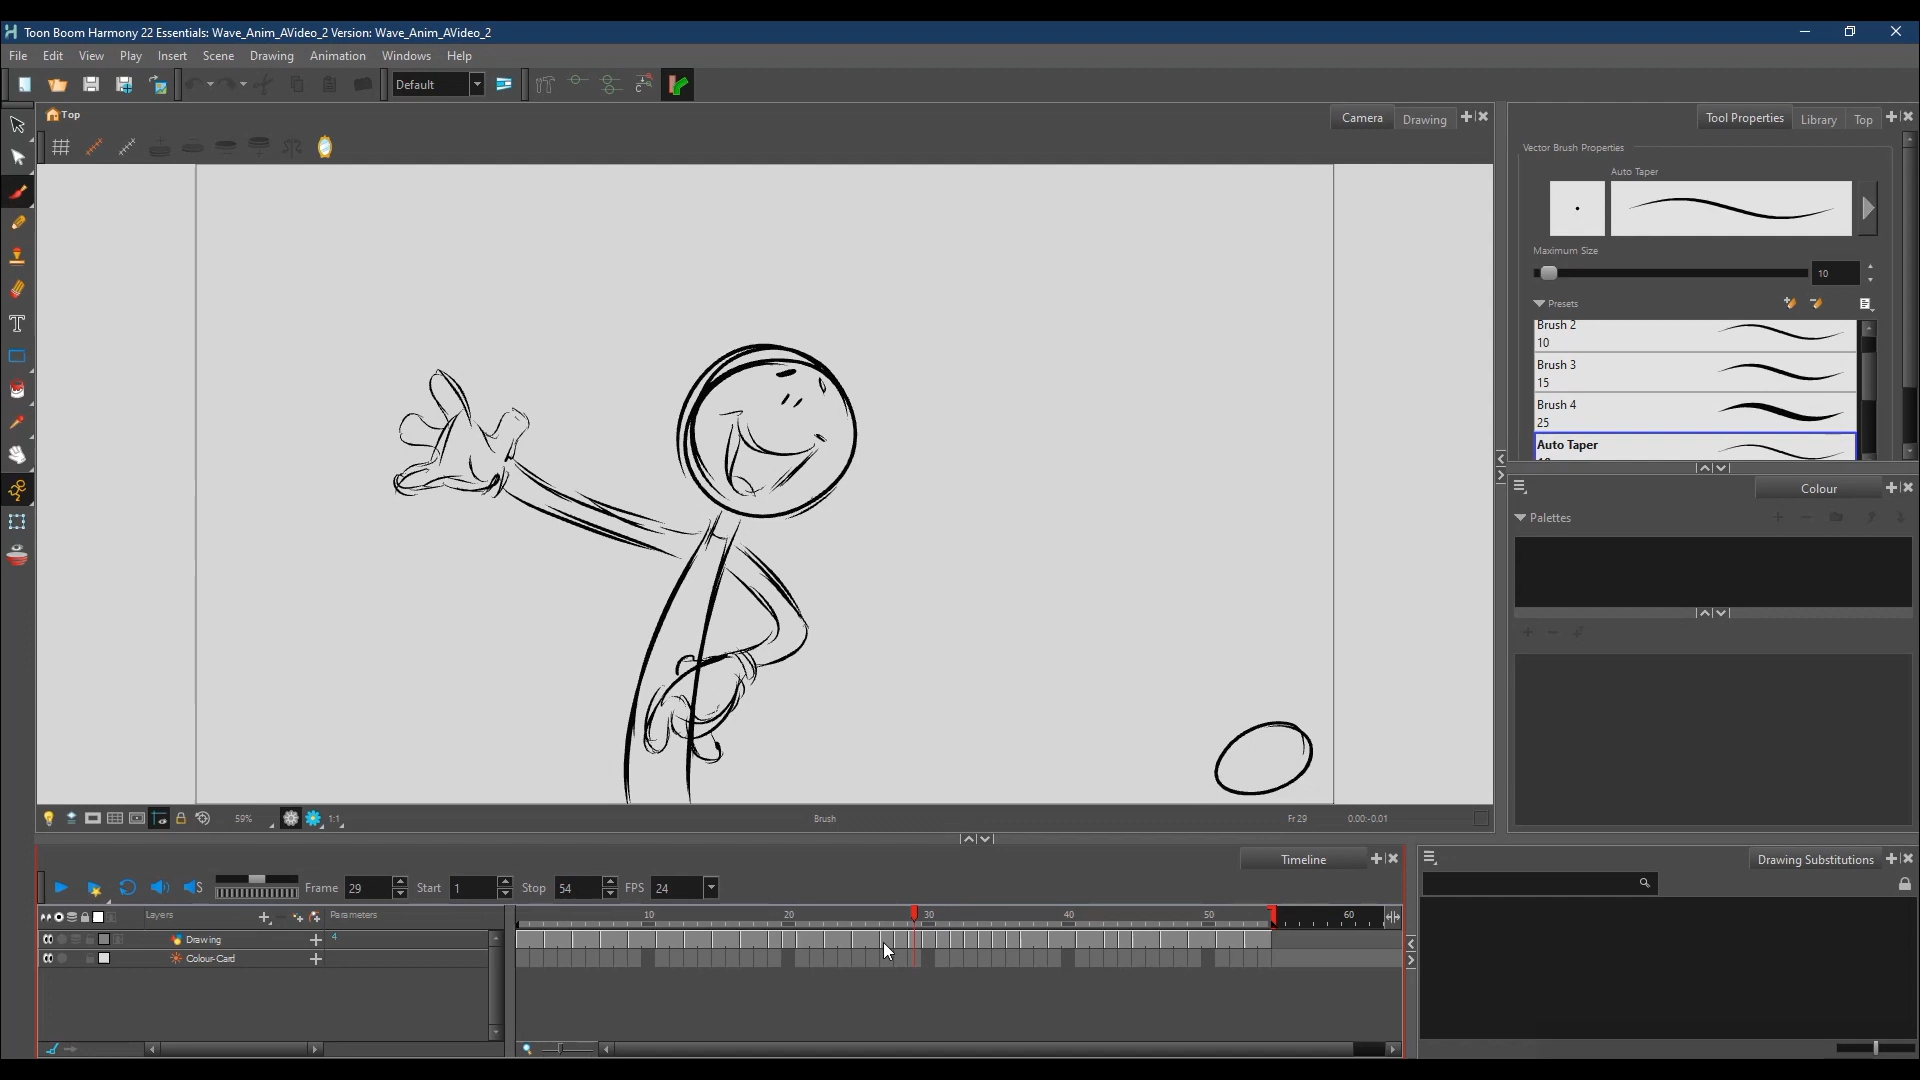 Toon Boom Harmony 22 Essentials: Wave_Anim_AVideo_2 Version: Wave_Anim_AVideo_2
File Edit View Play Insert Scene Drawing Animation Windows Help
Default
Top
Camera Drawing
Tool Properties Library Top
Vector Brush Properties
Auto Taper
Maximum Size
10
Presets
Brush 2
10
Brush 3
15
Brush 4
25
Auto Taper
Colour
Palettes
59% 1:1 Brush Fr 29 0.00:-0.01
Timeline
Drawing Substitutions
Frame 29 Start 1 Stop 54 FPS 24
Layers Parameters 10 20 30 40 50 60
Drawing 4
Colour-Card